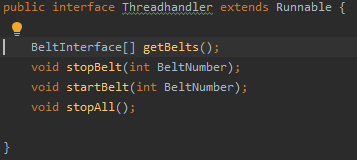 public interface Threadhandler extends Runnable {
BeltInterface[] getBelts();
void stopBelt(int BeltNumber);
void startBelt(int BeltNumber);
void stopAll();
}